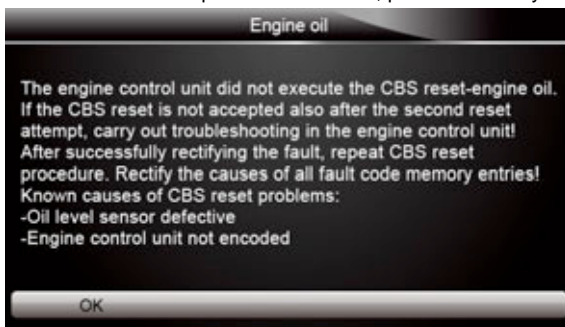 Engine oil
The engine control unit did not execute the CBS reset-engine oil.
If the CBS reset is not accepted also after the second reset
attempt, carry out troubleshooting in the engine control unit!
After successfully rectifying the fault, repeat CBS reset
procedure. Rectify the causes of all fault code memory entries!
Known causes of CBS reset problems:
-Oil level sensor defective
-Engine control unit not encoded
OK